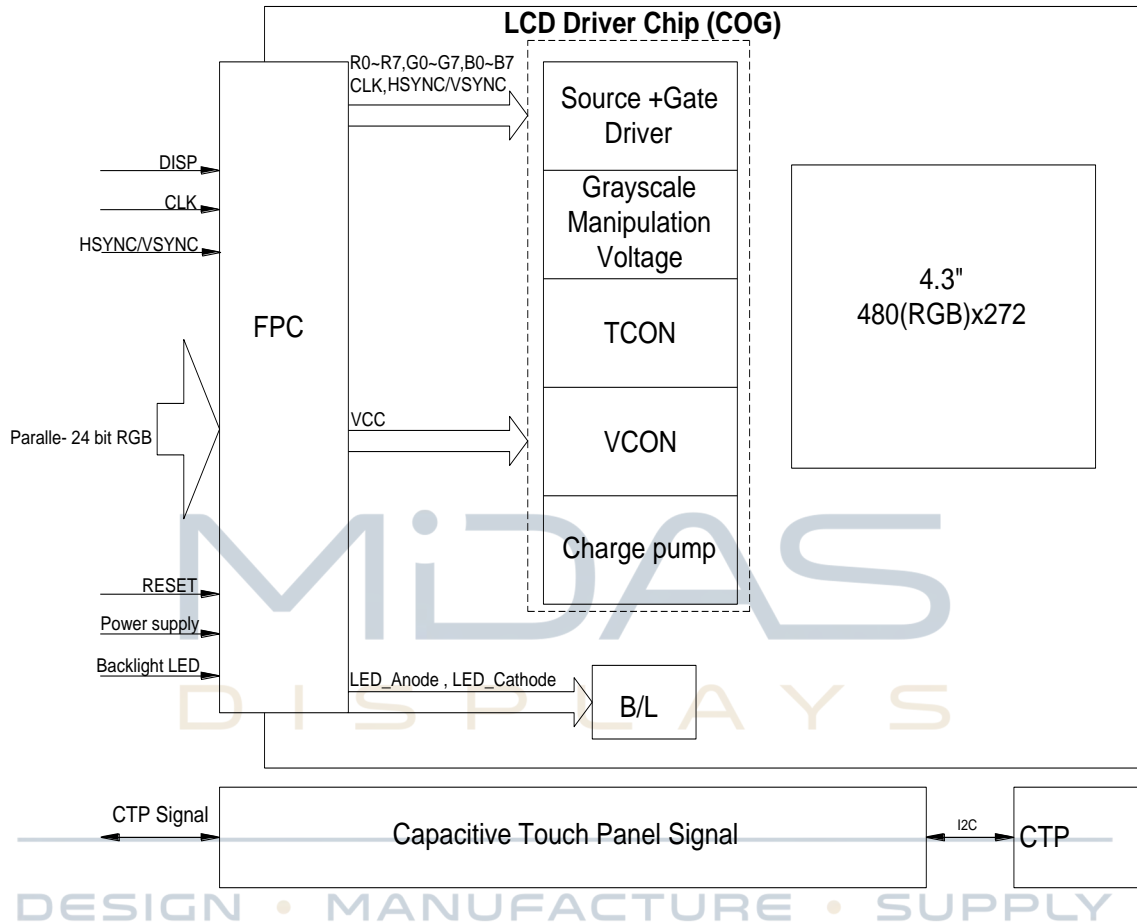 LCD Driver Chip (COG)
R0~R7,G0~G7,B0~B7
CLK,HSYNC/VSYNC
Source +Gate
Driver
DISP
Grayscale
Manipulation
Voltage
CLK
HSYNC/VSYNC
4.3"
480(RGB)x272
FPC
TCON
VCC
Paralle- 24 bit RGB
VCON
MiDAS
Charge pump
RESET
Power supply
Backlight LED
LED_Anode , LED_Cathode
B/L
DISPLAYS
CTP Signal
Capacitive Touch Panel Signal
I2C
CTP
DESIGN • MANUFACTURE • SUPPLY